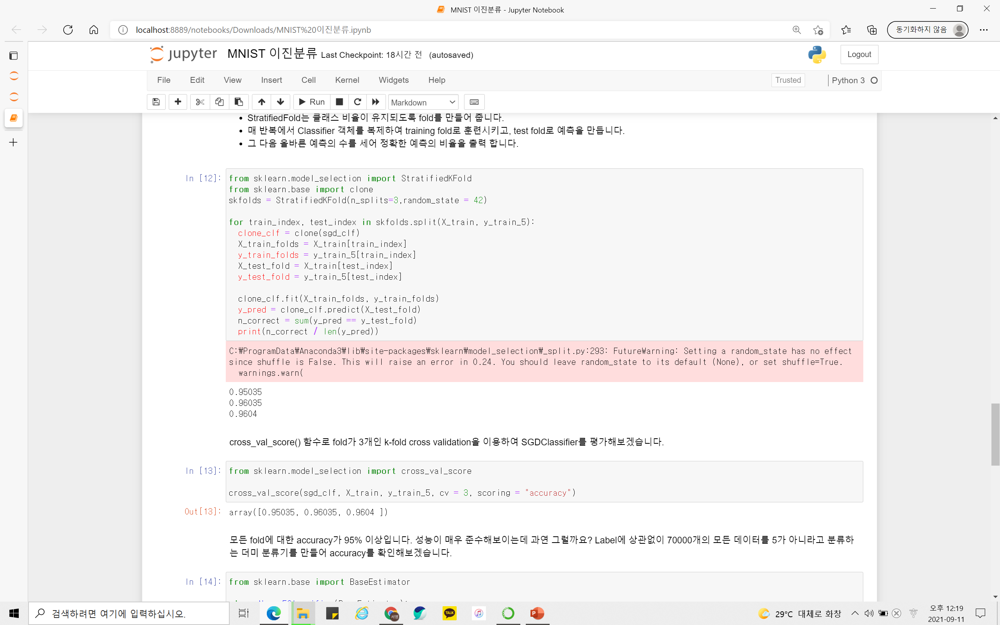 MNIST 이진분류 - Jupyter Notebook
localhost:8889/notebooks/Downloads/MNIST%20이진분류.ipynb
동기화하지 않음
jupyter MNIST 이진분류 Last Checkpoint: 18시간 전 (autosaved)
Logout
File Edit View Insert Cell Kernel Widgets Help
Trusted
Python 3
Run
Markdown
• StratifiedFold는 클래스 비율이 유지되도록 fold를 만들어 줍니다.
• 매 반복에서 Classifier 객체를 복제하여 training fold로 훈련시키고, test fold로 예측을 만듭니다.
• 그 다음 올바른 예측의 수를 세어 정확한 예측의 비율을 출력 합니다.
In [12]:
from sklearn.model_selection import StratifiedKFold
from sklearn.base import clone
skfolds = StratifiedKFold(n_splits=3,random_state = 42)
for train_index, test_index in skfolds.split(X_train, y_train_5):
  clone_clf = clone(sgd_clf)
  X_train_folds = X_train[train_index]
  y_train_folds = y_train_5[train_index]
  X_test_fold = X_train[test_index]
  y_test_fold = y_train_5[test_index]
  clone_clf.fit(X_train_folds, y_train_folds)
  y_pred = clone_clf.predict(X_test_fold)
  n_correct = sum(y_pred == y_test_fold)
  print(n_correct / len(y_pred))
C:₩ProgramData₩Anaconda3₩lib₩site-packages₩sklearn₩model_selection₩_split.py:293: FutureWarning: Setting a random_state has no effect
since shuffle is False. This will raise an error in 0.24. You should leave random_state to its default (None), or set shuffle=True.
  warnings.warn(
0.95035
0.96035
0.9604
cross_val_score() 함수로 fold가 3개인 k-fold cross validation을 이용하여 SGDClassifier를 평가해보겠습니다.
In [13]:
from sklearn.model_selection import cross_val_score
cross_val_score(sgd_clf, X_train, y_train_5, cv = 3, scoring = "accuracy")
Out[13]: array([0.95035, 0.96035, 0.9604 ])
모든 fold에 대한 accuracy가 95% 이상입니다. 성능이 매우 준수해보이는데 과연 그럴까요? Label에 상관없이 70000개의 모든 데이터를 5가 아니라고 분류하
는 더미 분류기를 만들어 accuracy를 확인해보겠습니다.
In [14]:
from sklearn.base import BaseEstimator
검색하려면 여기에 입력하십시오.
서영
TALK
P
29°C 대체로 화창
오후 12:19
2021-09-11